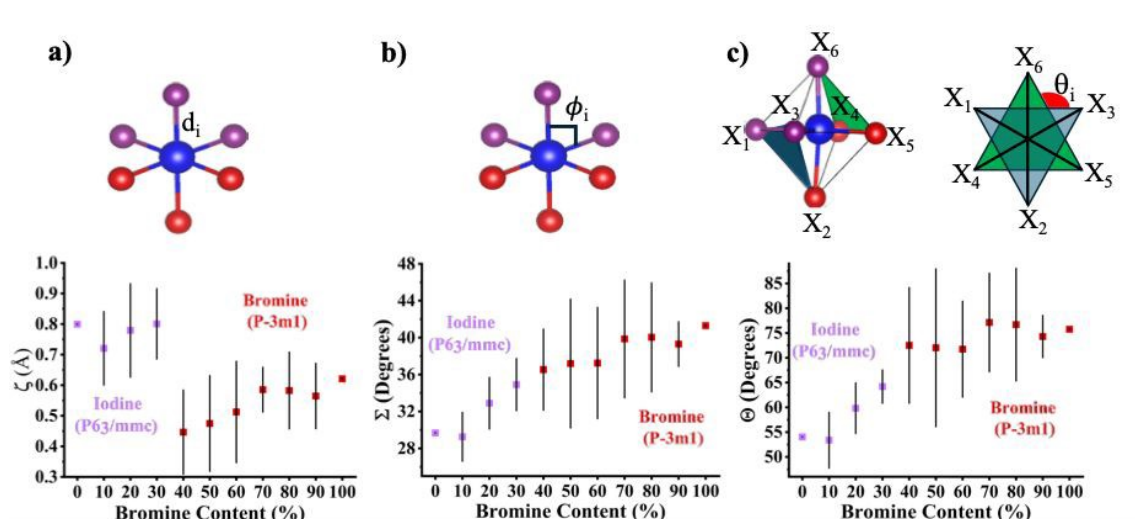 a)
d_i
ζ (Å)
1.0
0.9
0.8
0.7
0.6
0.5
0.4
0.3
Bromine
(P-3m1)
Iodine
(P63/mmc)
0 10 20 30 40 50 60 70 80 90 100
Bromine Content (%)
b)
ϕ_i
Σ (Degrees)
48
44
40
36
32
28
Iodine
(P63/mmc)
Bromine
(P-3m1)
0 10 20 30 40 50 60 70 80 90 100
Bromine Content (%)
c)
X6
X3 X4
X1 X5
X2
X6
θ_i
X1 X3
X4 X5
X2
Θ (Degrees)
85
80
75
70
65
60
55
50
Iodine
(P63/mmc)
Bromine
(P-3m1)
0 10 20 30 40 50 60 70 80 90 100
Bromine Content (%)